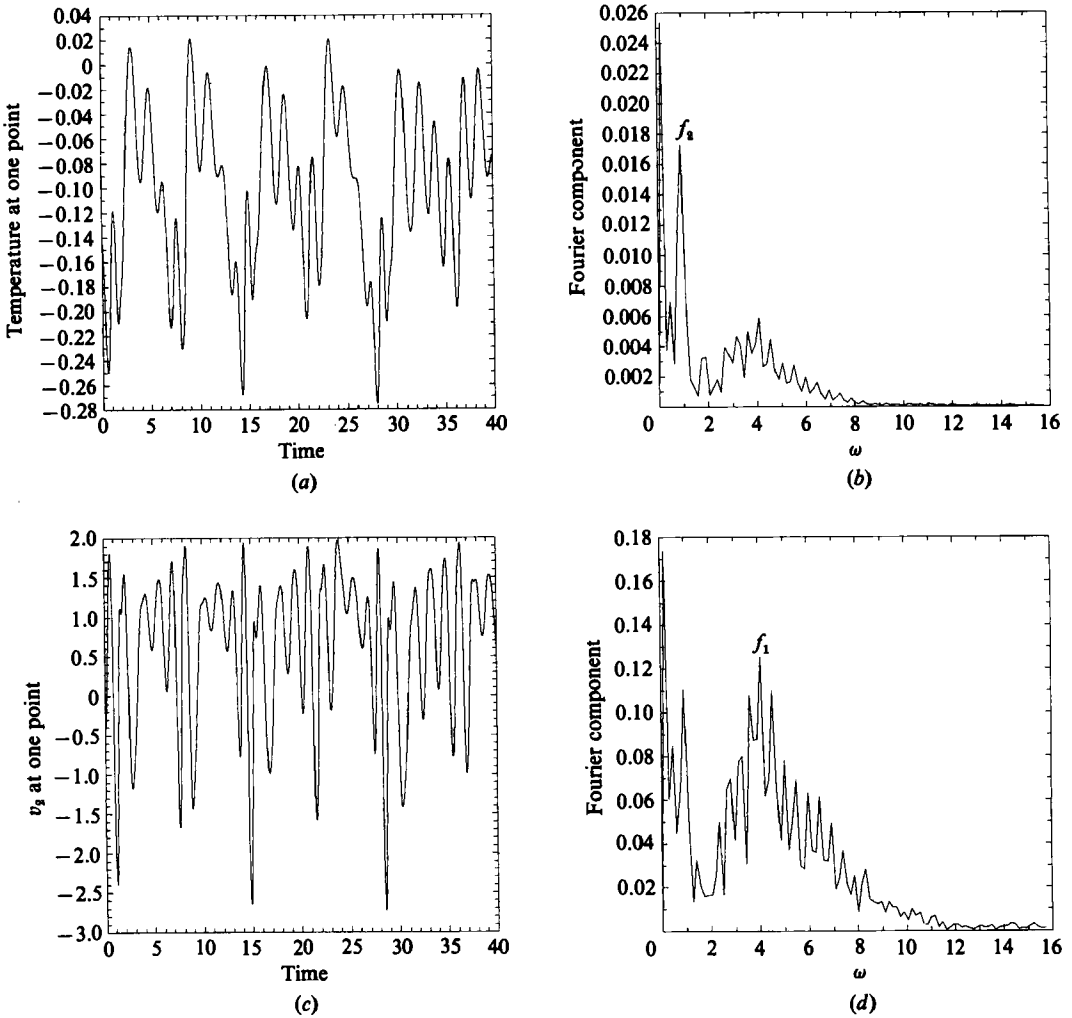 0.04
0.02
0
−0.02
−0.04
−0.06
−0.08
−0.10
−0.12
−0.14
−0.16
−0.18
−0.20
−0.22
−0.24
−0.26
−0.28
Temperature at one point
0 5 10 15 20 25 30 35 40
Time
(a)
0.026
0.024
0.022
0.020
0.018
0.016
0.014
0.012
0.010
0.008
0.006
0.004
0.002
Fourier component
f₂
0 2 4 6 8 10 12 14 16
ω
(b)
2.0
1.5
1.0
0.5
0
−0.5
−1.0
−1.5
−2.0
−2.5
−3.0
v₂ at one point
0 5 10 15 20 25 30 35 40
Time
(c)
0.18
0.16
0.14
0.12
0.10
0.08
0.06
0.04
0.02
Fourier component
f₁
0 2 4 6 8 10 12 14 16
ω
(d)